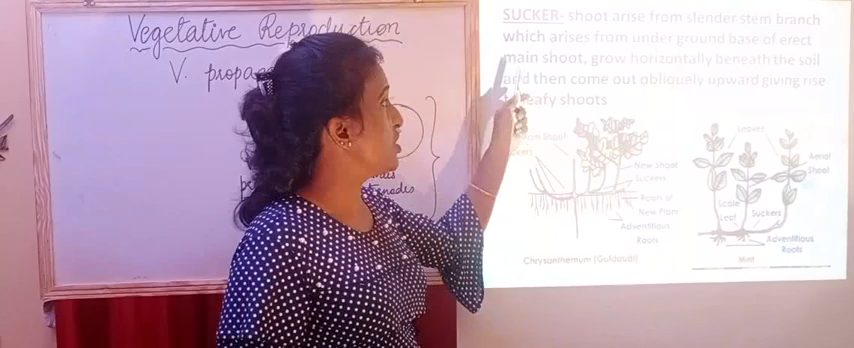 Vegetative Reproduction
V. propa
SUCKER- shoot arise from slender stem branch
which arises from under ground base of erect
main shoot, grow horizontally beneath the soil
and then come out obliquely upward giving rise
leafy shoots
Shoot
New Shoot
Suckers
Roots of
New Plant
Adventitious
Roots
Chrysanthemum (Guldaudi)
Leaves
Aerial
Shoot
Scale
Leaf
Suckers
Adventitious
Roots
Mint